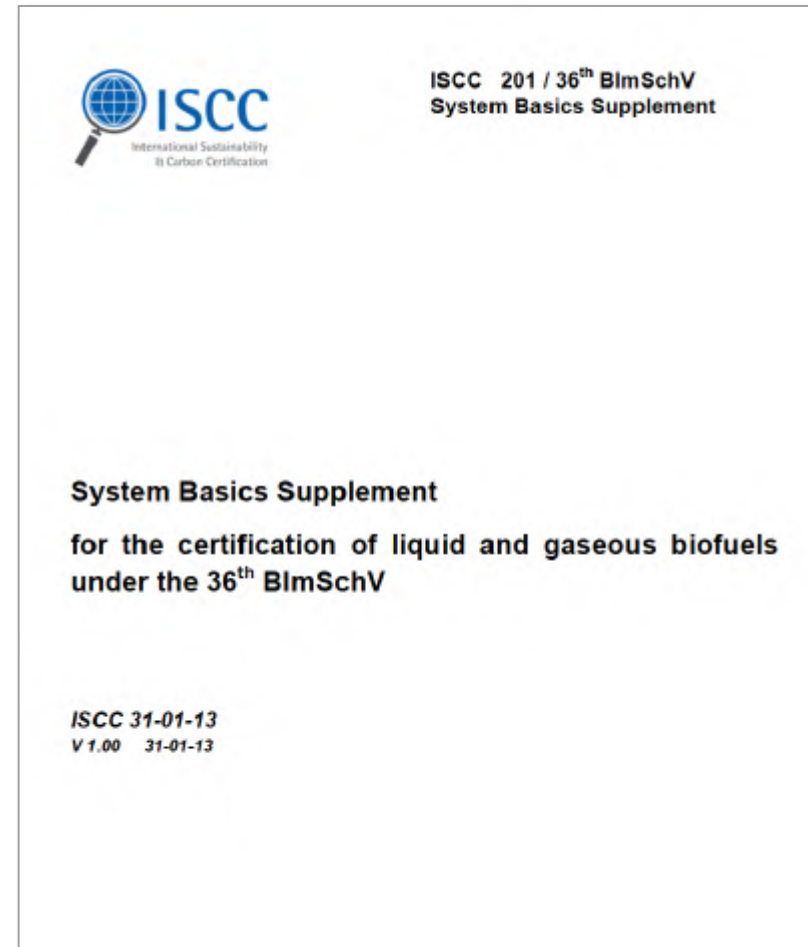 ISCC
International Sustainability
& Carbon Certification
ISCC 201 / 36th BImSchV
System Basics Supplement
System Basics Supplement
for the certification of liquid and gaseous biofuels
under the 36th BImSchV
ISCC 31-01-13
V 1.00 31-01-13